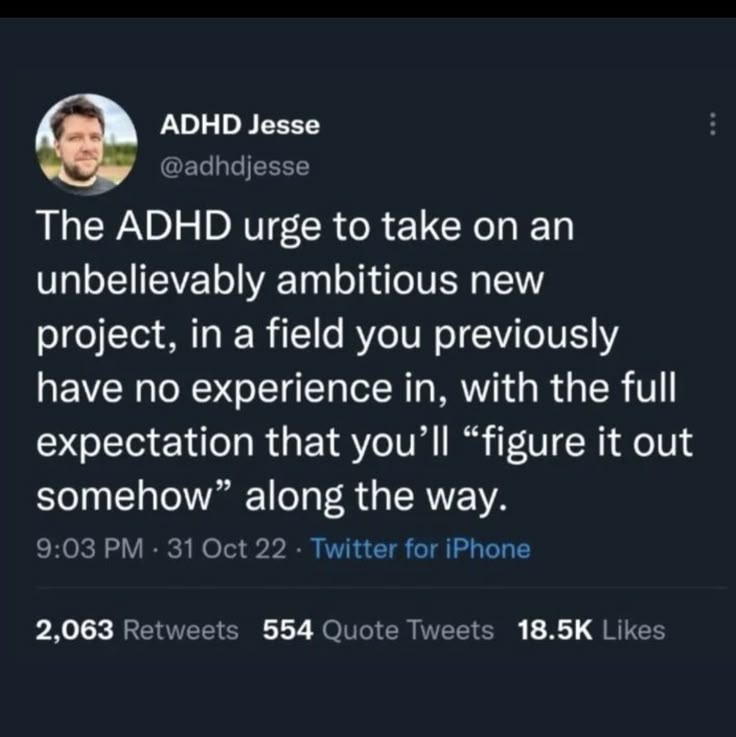 ADHD Jesse
@adhdjesse
The ADHD urge to take on an
unbelievably ambitious new
project, in a field you previously
have no experience in, with the full
expectation that you’ll “figure it out
somehow” along the way.
9:03 PM · 31 Oct 22 · Twitter for iPhone
2,063 Retweets 554 Quote Tweets 18.5K Likes